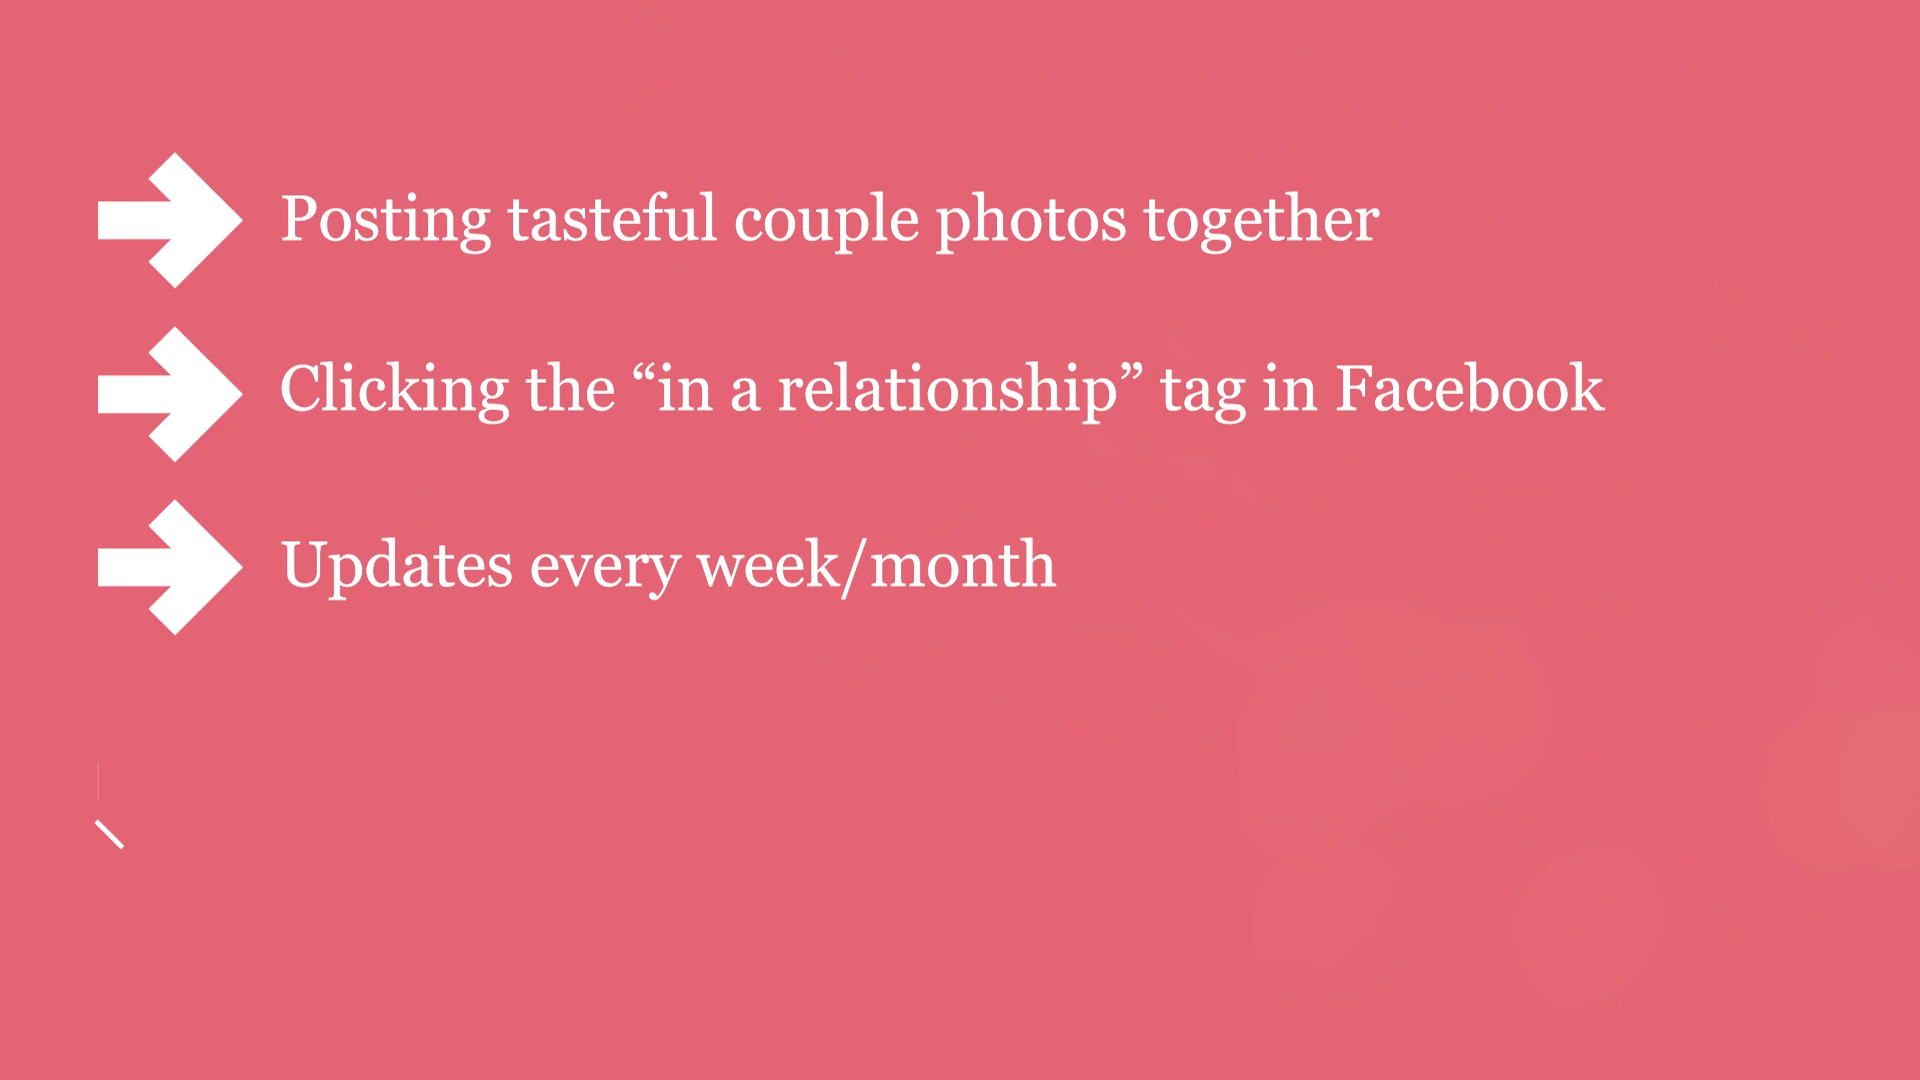 Posting tasteful couple photos together
Clicking the “in a relationship” tag in Facebook
Updates every week/month